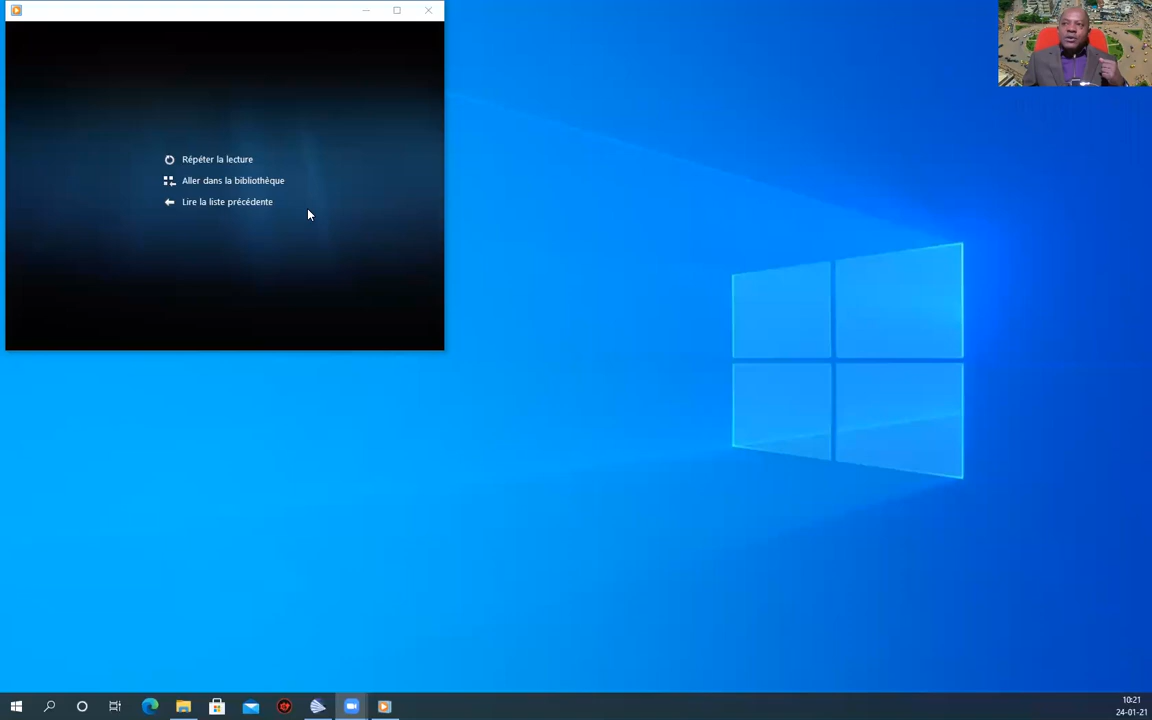 Répéter la lecture
Aller dans la bibliothèque
Lire la liste précédente
10:21
24-01-21